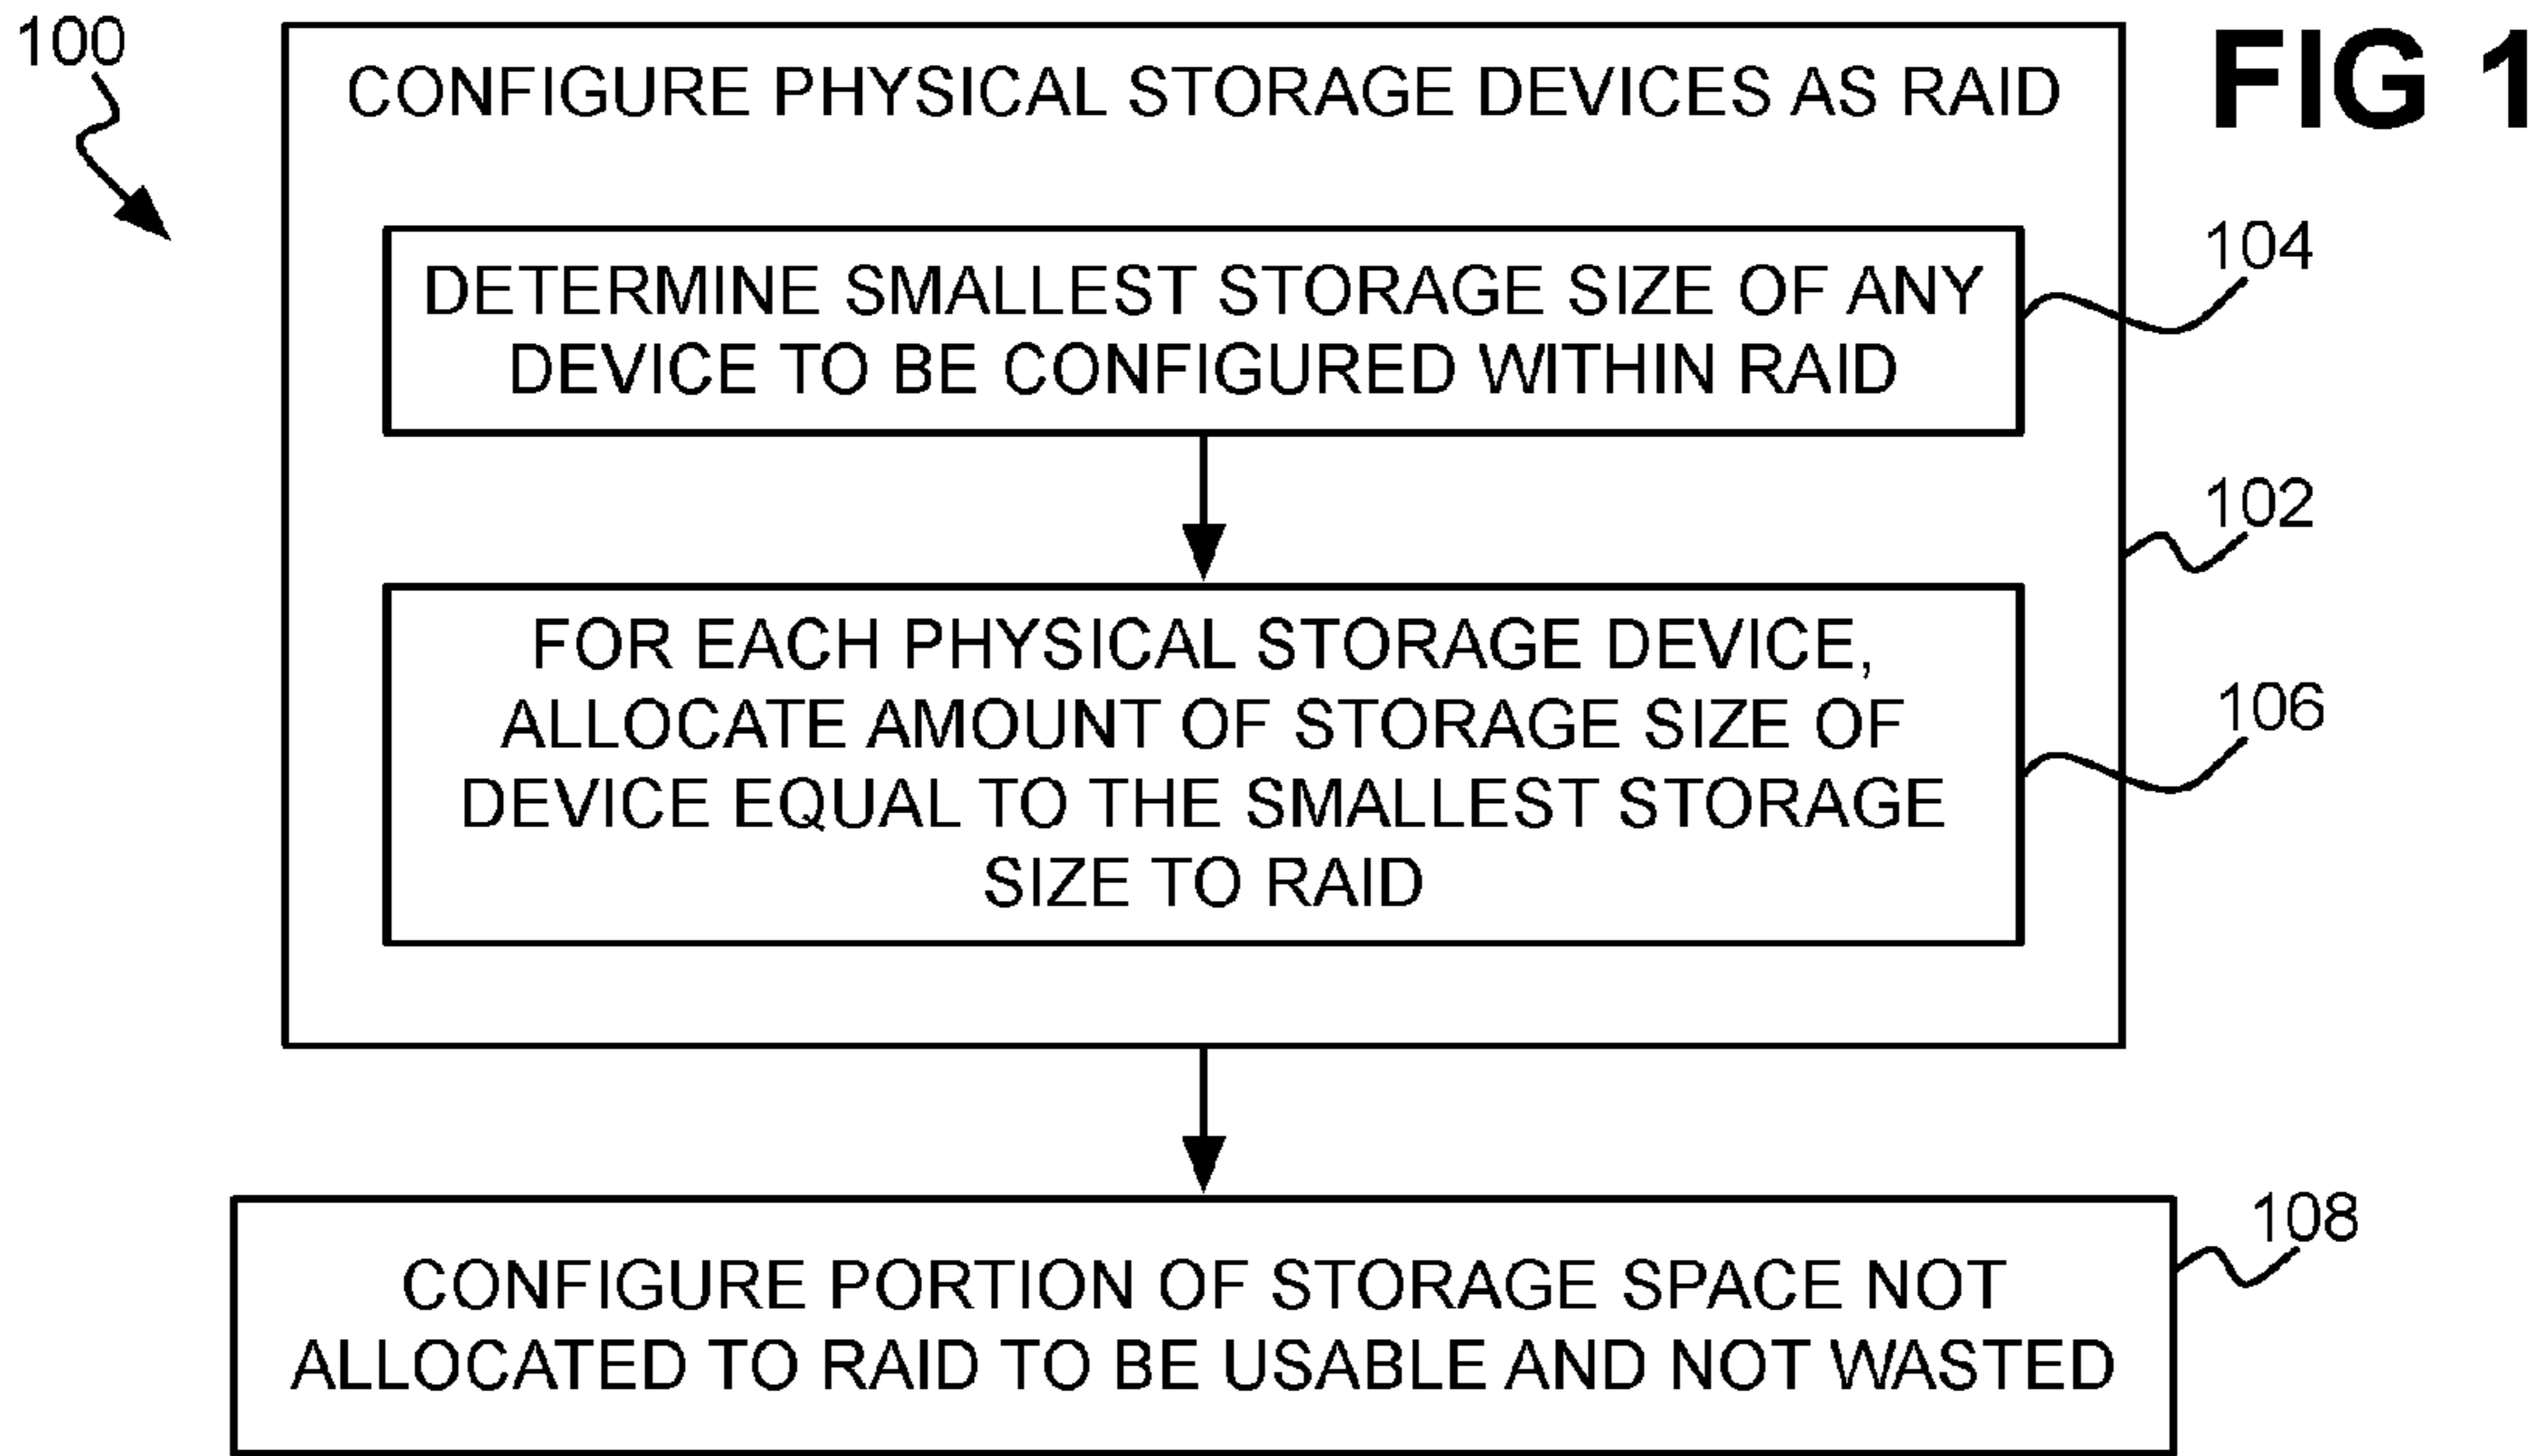 100
FIG 1
CONFIGURE PHYSICAL STORAGE DEVICES AS RAID
DETERMINE SMALLEST STORAGE SIZE OF ANY
DEVICE TO BE CONFIGURED WITHIN RAID
104
102
FOR EACH PHYSICAL STORAGE DEVICE,
ALLOCATE AMOUNT OF STORAGE SIZE OF
DEVICE EQUAL TO THE SMALLEST STORAGE
SIZE TO RAID
106
108
CONFIGURE PORTION OF STORAGE SPACE NOT
ALLOCATED TO RAID TO BE USABLE AND NOT WASTED